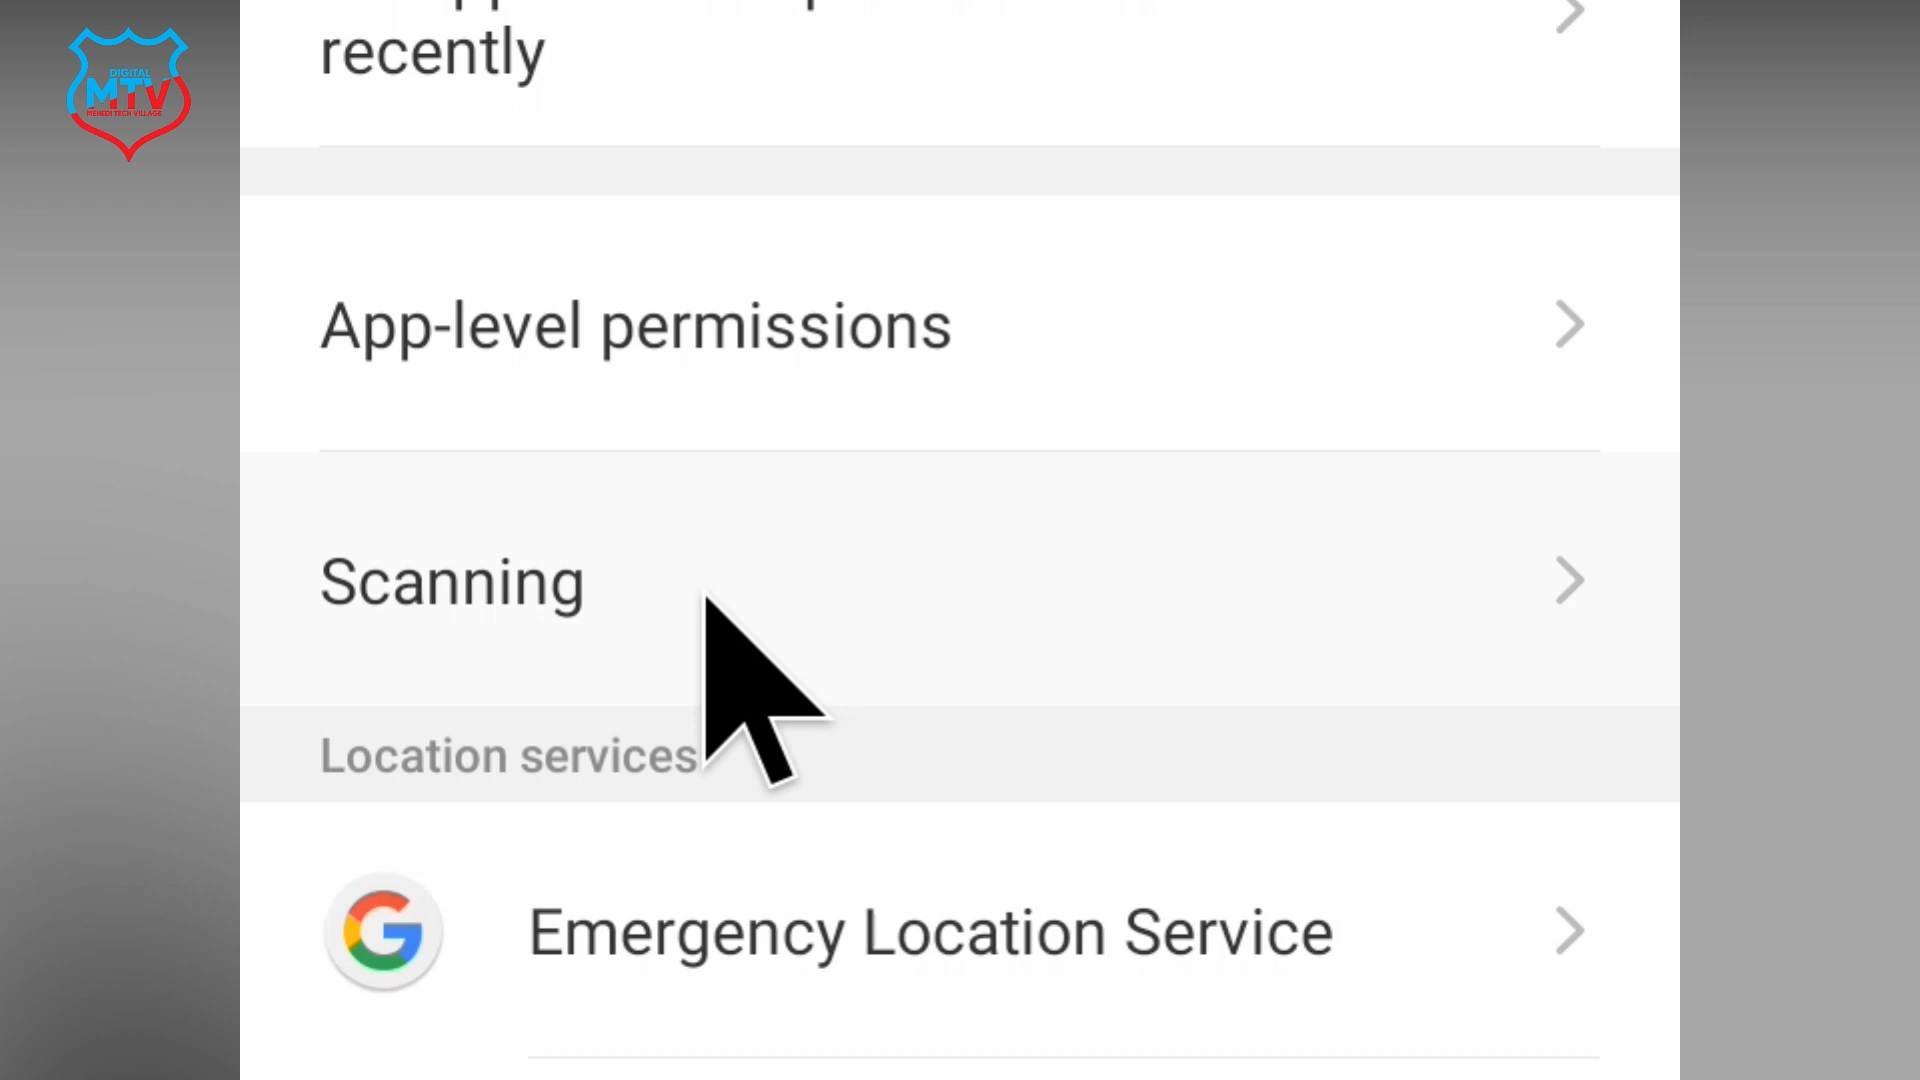 DIGITAL
MTV
MEHEDI TECH VILLAGE
recently
App-level permissions
Scanning
Location services
Emergency Location Service